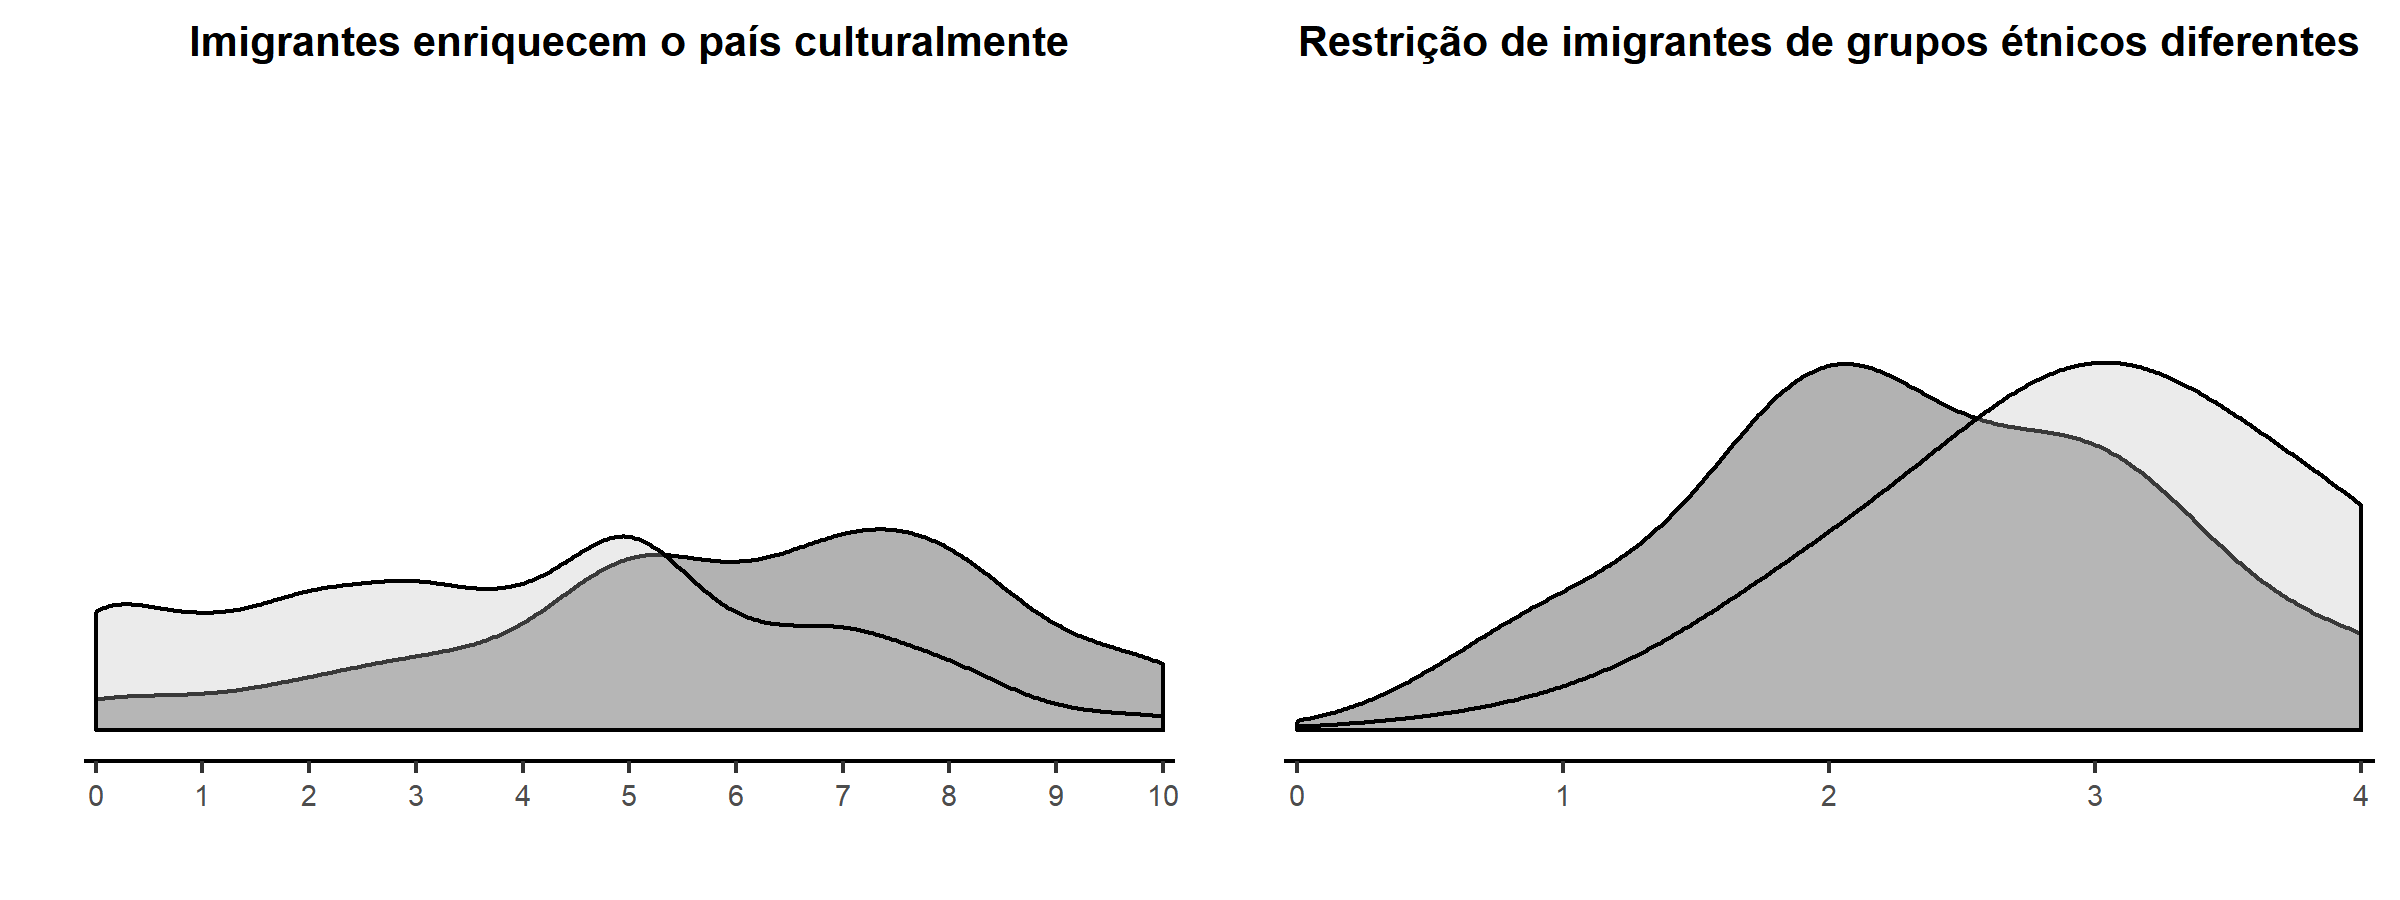 Imigrantes enriquecem o país culturalmente
0 1 2 3 4 5 6 7 8 9 10
Restrição de imigrantes de grupos étnicos diferentes
0 1 2 3 4